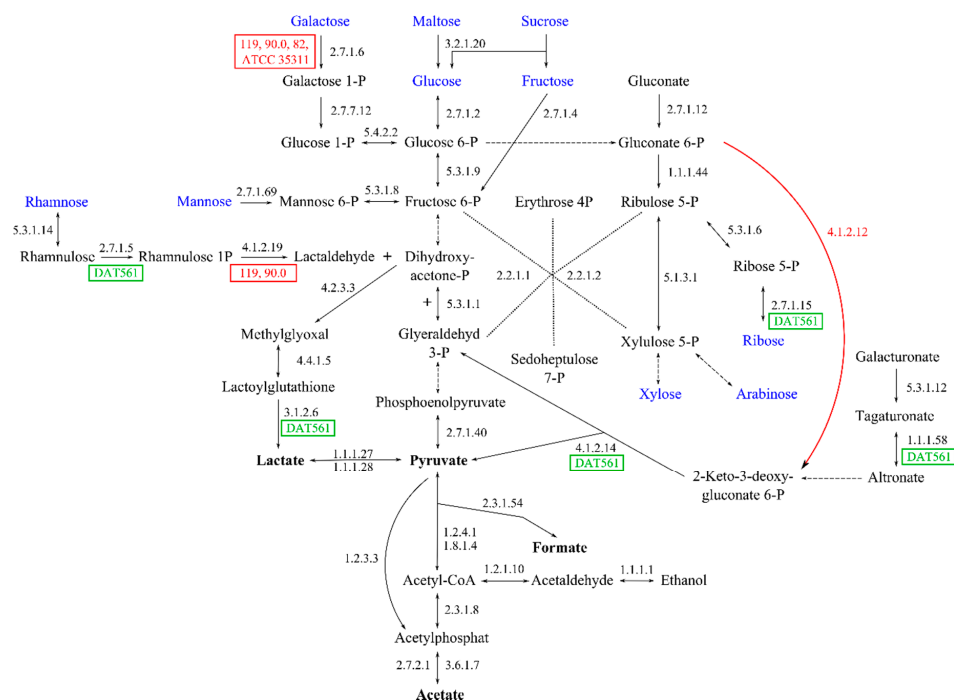 Galactose
Maltose
Sucrose
119, 90.0, 82,
ATCC 35311
2.7.1.6
3.2.1.20
Galactose 1-P
Glucose
Fructose
Gluconate
2.7.7.12
2.7.1.2
2.7.1.4
2.7.1.12
Glucose 1-P
5.4.2.2
Glucose 6-P
Gluconate 6-P
5.3.1.9
1.1.1.44
Rhamnose
Mannose
2.7.1.69
Mannose 6-P
5.3.1.8
Fructose 6-P
Erythrose 4P
Ribulose 5-P
5.3.1.14
5.3.1.6
4.1.2.12
Rhamnulose
2.7.1.5
DAT561
Rhamnulose 1P
4.1.2.19
119, 90.0
Lactaldehyde
+
Dihydroxy-
acetone-P
2.2.1.1
2.2.1.2
5.1.3.1
Ribose 5-P
4.2.3.3
+
5.3.1.1
2.7.1.15
DAT561
Methylglyoxal
Glyeraldehyd
3-P
Xylulose 5-P
Ribose
4.4.1.5
Sedoheptulose
7-P
Galacturonate
Lactoylglutathione
Xylose
Arabinose
5.3.1.12
Phosphoenolpyruvate
3.1.2.6
DAT561
2.7.1.40
Tagaturonate
4.1.2.14
DAT561
1.1.1.58
DAT561
Lactate
1.1.1.27
1.1.1.28
Pyruvate
2-Keto-3-deoxy-
gluconate 6-P
Altronate
2.3.1.54
1.2.4.1
1.8.1.4
Formate
1.2.3.3
Acetyl-CoA
1.2.1.10
Acetaldehyde
1.1.1.1
Ethanol
2.3.1.8
Acetylphosphat
2.7.2.1
3.6.1.7
Acetate